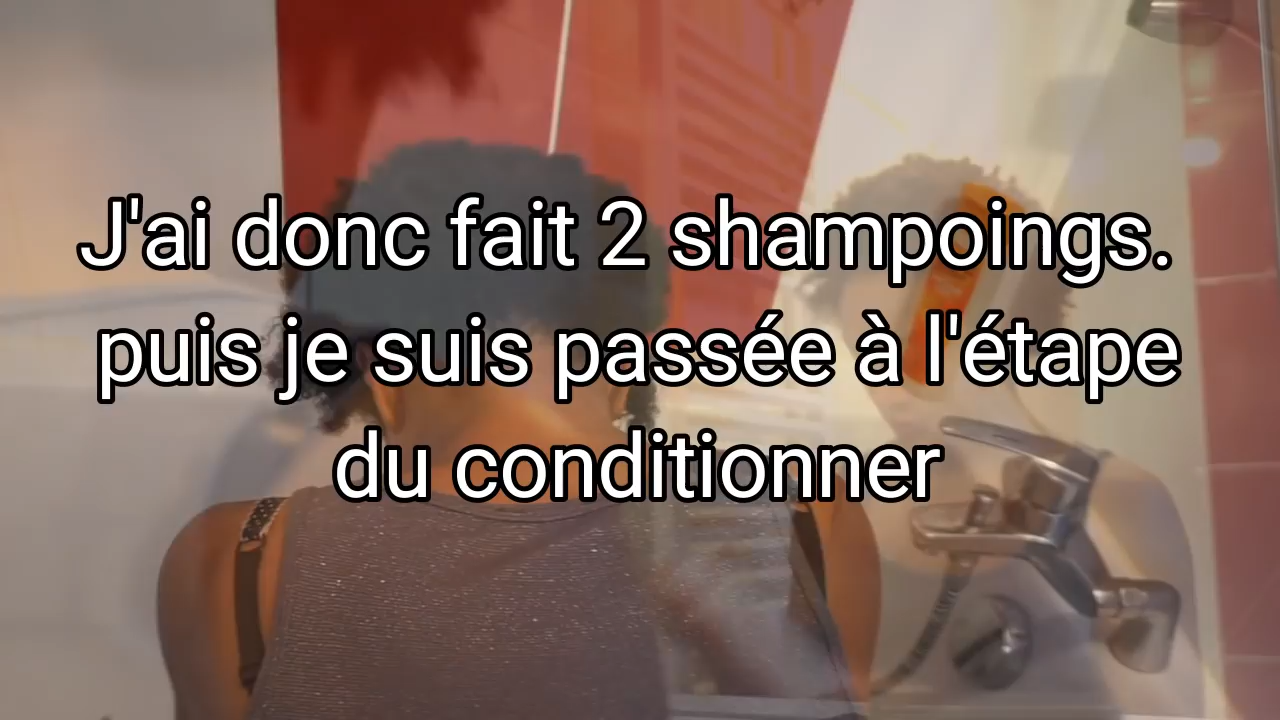 J'ai donc fait 2 shampoings.
puis je suis passée à l'étape
du conditionner